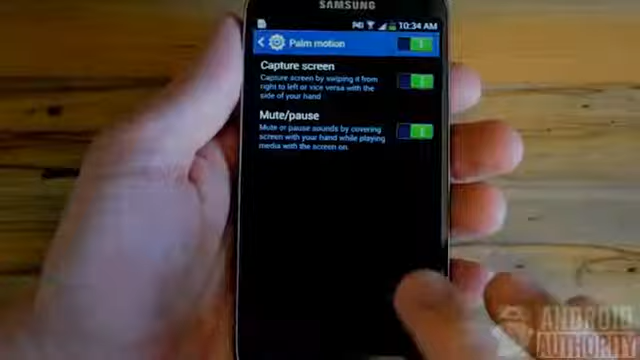 SAMSUNG
10:34 AM
Palm motion
Capture screen
Capture screen by swiping it from
right to left or vice versa with the
side of your hand
Mute/pause
Mute or pause sounds by covering
screen with your hand while playing
media with the screen on.
ANDROID
AUTHORITY